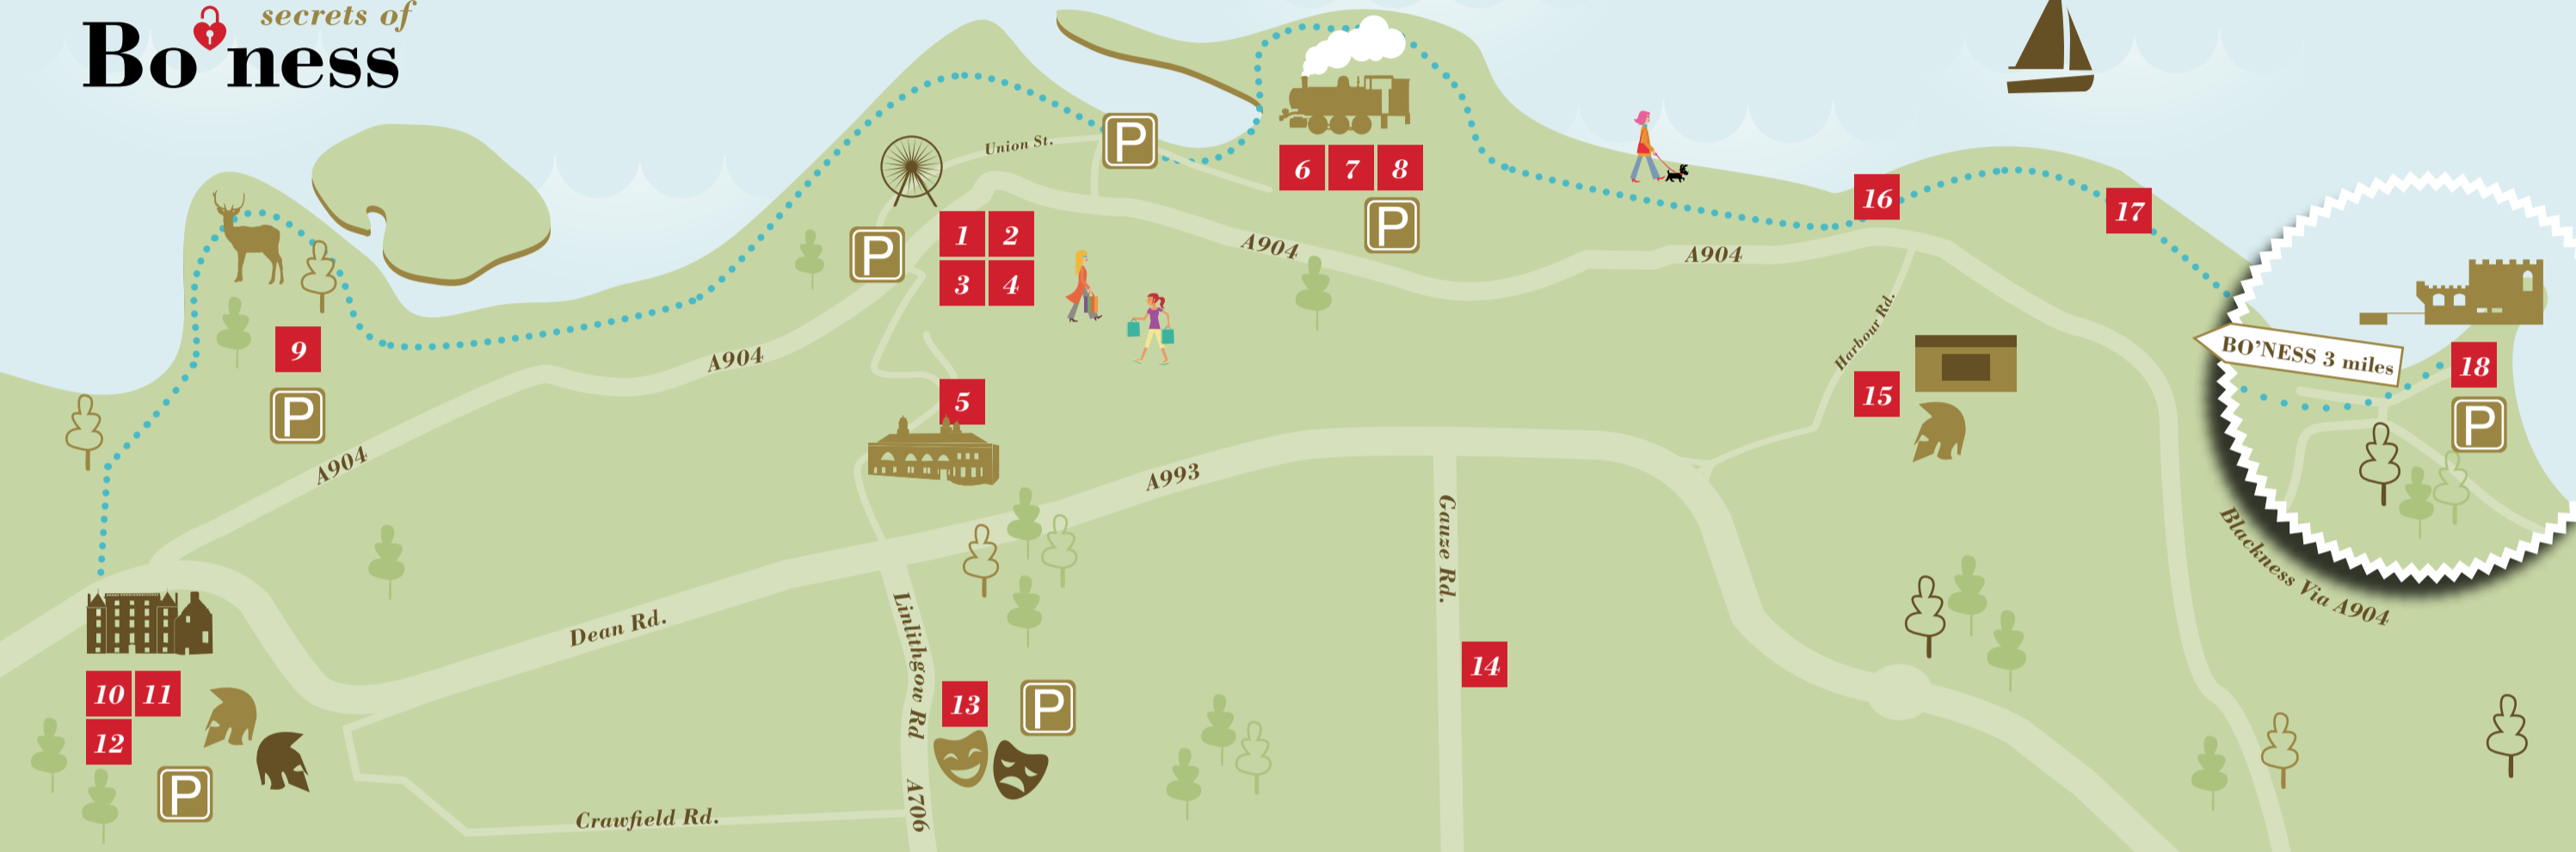 secrets of
Bo'ness
Union St.
P
6 7 8
P
16
17
1 2
3 4
P
A904
A904
Harbour Rd.
BO'NESS 3 miles
18
P
9
P
A904
A904
5
15
A993
Gauze Rd.
Blackness Via A904
Dean Rd.
Linlithgow Rd
A706
14
10 11
12
P
13
P
Crawfield Rd.